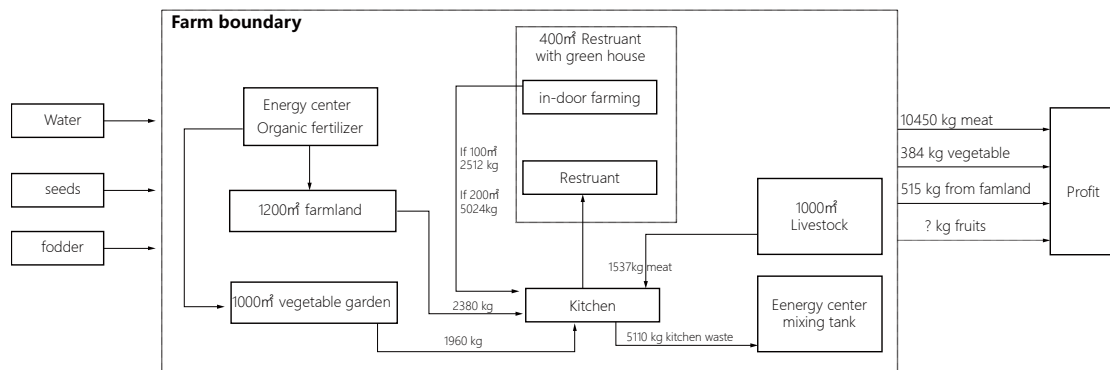 Farm boundary
400㎡ Restruant
with green house
in-door farming
Restruant
Energy center
Organic fertilizer
Water
seeds
fodder
1200㎡ farmland
1000㎡ vegetable garden
If 100㎡
2512 kg
If 200㎡
5024kg
1000㎡
Livestock
1537kg meat
Kitchen
2380 kg
1960 kg
5110 kg kitchen waste
Eenergy center
mixing tank
10450 kg meat
384 kg vegetable
515 kg from famland
? kg fruits
Profit